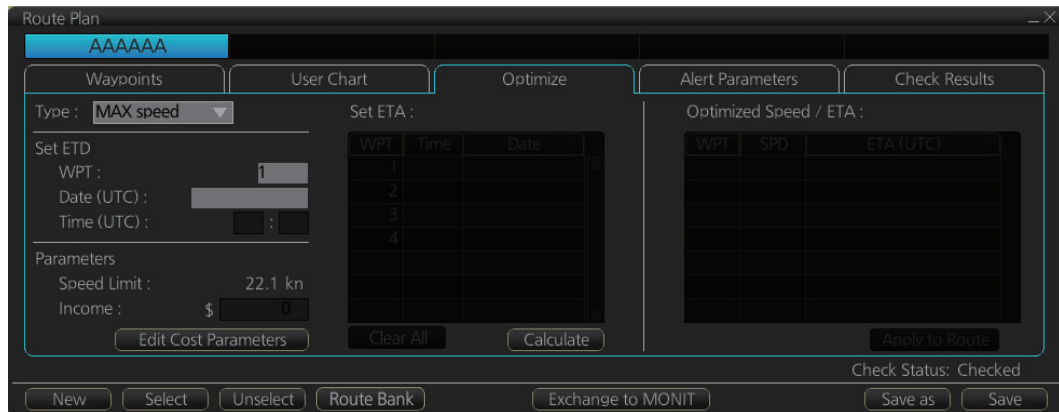 Route Plan
AAAAAA
Waypoints User Chart Optimize Alert Parameters Check Results
Type : MAX speed Set ETA : Optimized Speed / ETA :
Set ETD WPT Time Date WPT SPD ETA (UTC)
WPT : 1 1
Date (UTC) : 2
Time (UTC) : : 3
4
Parameters
Speed Limit : 22.1 kn
Income : $ 0
Edit Cost Parameters Clear All Calculate Apply to Route
Check Status: Checked
New Select Unselect Route Bank Exchange to MONIT Save as Save